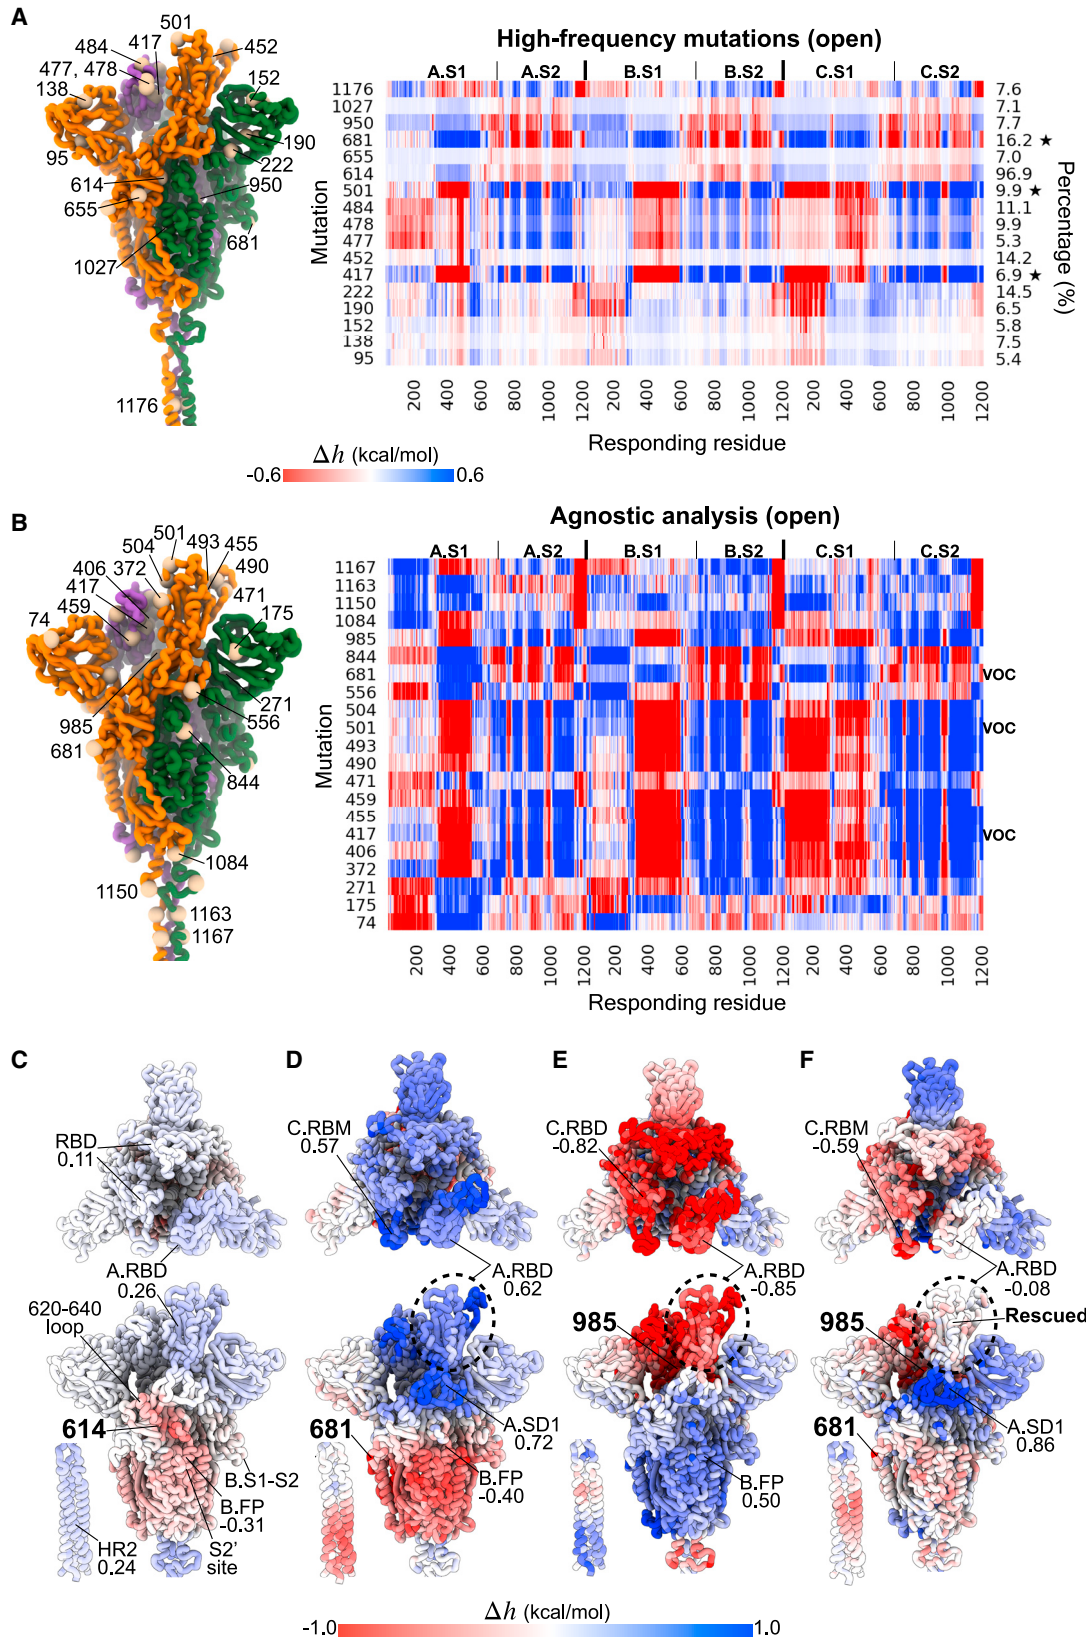 A
501
484
417
452
477, 478
152
138
95
190
222
614
950
655
681
1027
1176
High-frequency mutations (open)
A.S1 A.S2 B.S1 B.S2 C.S1 C.S2
Mutation
1176 7.6
1027 7.1
950 7.7
681 16.2 ★
655 7.0
614 96.9
501 9.9 ★
484 11.1
478 9.9
477 5.3
452 14.2
417 6.9 ★
222 14.5
190 6.5
152 5.8
138 7.5
95 5.4
Percentage (%)
200 400 600 800 1000 1200 200 400 600 800 1000 1200 200 400 600 800 1000 1200
Responding residue
Δh (kcal/mol)
-0.6 0.6
B
501
504 493 455
372
406
490
417
471
459
175
74
271
985
556
681
844
1084
1150
1163
1167
Agnostic analysis (open)
A.S1 A.S2 B.S1 B.S2 C.S1 C.S2
Mutation
1167
1163
1150
1084
985
844
681 VOC
556
504
501 VOC
493
490
471
459
455
417 VOC
406
372
271
175
74
200 400 600 800 1000 1200 200 400 600 800 1000 1200 200 400 600 800 1000 1200
Responding residue
C
RBD
0.11
A.RBD
0.26
620-640
loop
614
B.S1-S2
B.FP
-0.31
HR2
0.24
S2'
site
D
C.RBM
0.57
A.RBD
0.62
681
A.SD1
0.72
B.FP
-0.40
E
C.RBD
-0.82
A.RBD
-0.85
985
B.FP
0.50
F
C.RBM
-0.59
A.RBD
-0.08
Rescued
985
A.SD1
0.86
681
Δh (kcal/mol)
-1.0 1.0